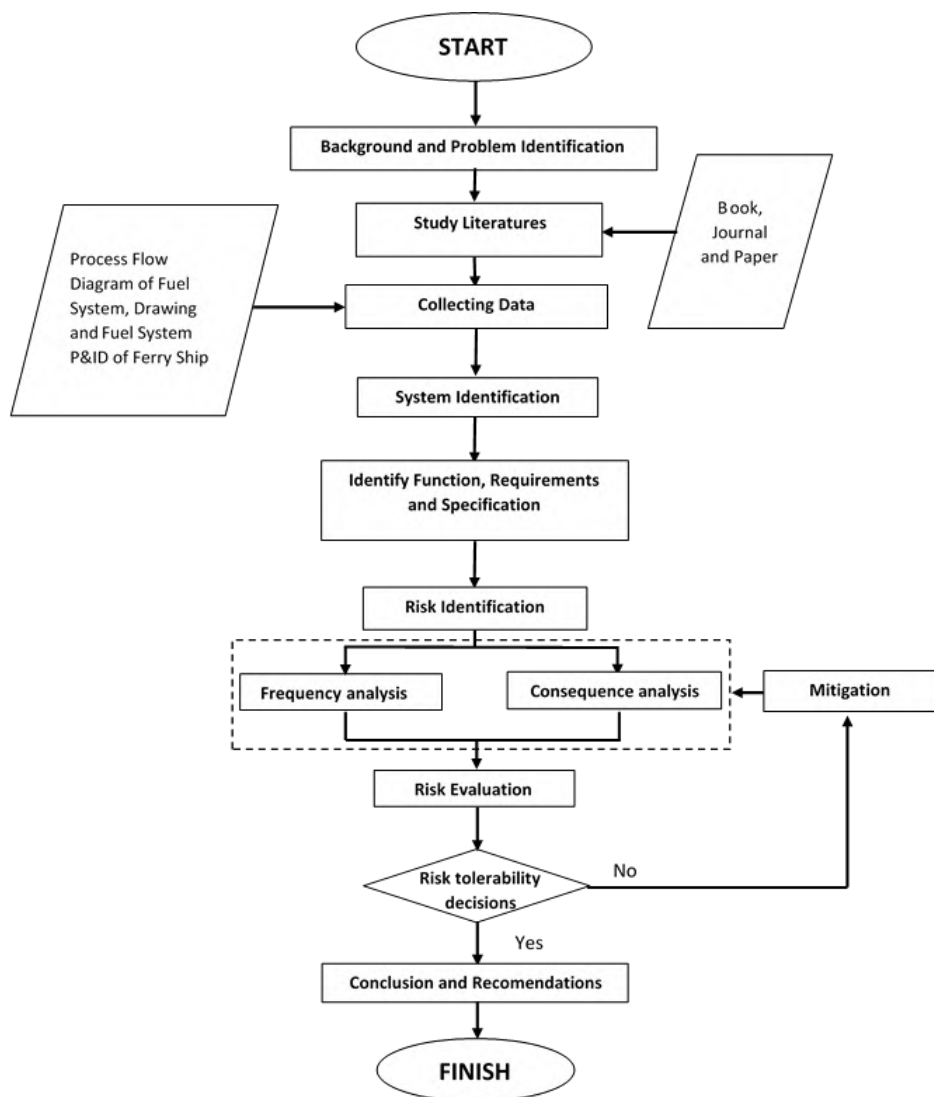 START
Background and Problem Identification
Book,
Journal
and Paper
Study Literatures
Process Flow
Diagram of Fuel
System, Drawing
and Fuel System
P&ID of Ferry Ship
Collecting Data
System Identification
Identify Function, Requirements
and Specification
Risk Identification
Frequency analysis
Consequence analysis
Mitigation
Risk Evaluation
Risk tolerability
decisions
No
Yes
Conclusion and Recomendations
FINISH